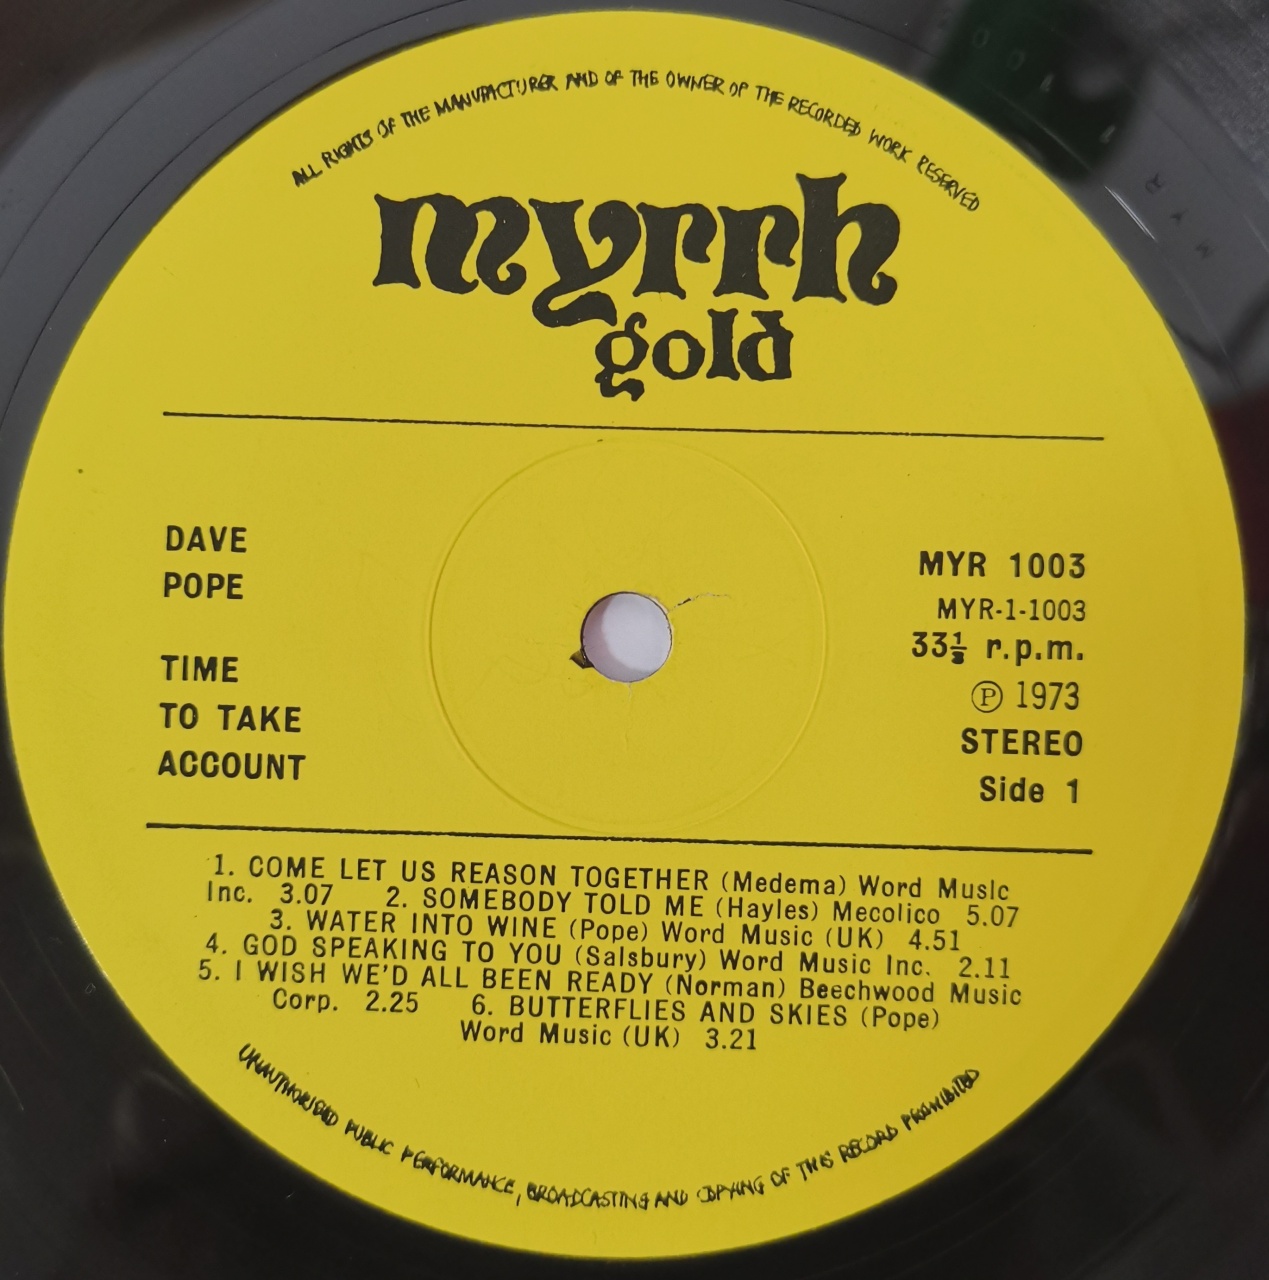 ALL RIGHTS OF THE MANUFACTURER AND OF THE OWNER OF THE RECORDED WORK RESERVED
myrrh
gold
DAVE
POPE
TIME
TO TAKE
ACCOUNT
MYR 1003
MYR-1-1003
33⅓ r.p.m.
Ⓟ 1973
STEREO
Side 1
1. COME LET US REASON TOGETHER (Medema) Word Music
Inc. 3.07 2. SOMEBODY TOLD ME (Hayles) Mecolico 5.07
3. WATER INTO WINE (Pope) Word Music (UK) 4.51
4. GOD SPEAKING TO YOU (Salsbury) Word Music Inc. 2.11
5. I WISH WE'D ALL BEEN READY (Norman) Beechwood Music
Corp. 2.25 6. BUTTERFLIES AND SKIES (Pope)
Word Music (UK) 3.21
UNAUTHORISED PUBLIC PERFORMANCE, BROADCASTING AND COPYING OF THIS RECORD PROHIBITED